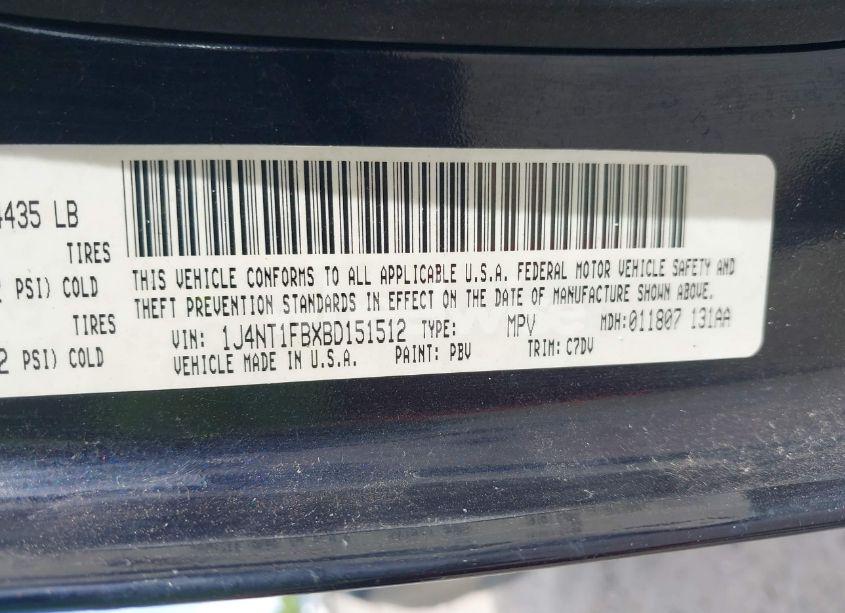 4435 LB
TIRES
PSI) COLD
TIRES
2 PSI) COLD
THIS VEHICLE CONFORMS TO ALL APPLICABLE U.S.A. FEDERAL MOTOR VEHICLE SAFETY AND
THEFT PREVENTION STANDARDS IN EFFECT ON THE DATE OF MANUFACTURE SHOWN ABOVE.
VIN: 1J4NT1FBXBD151512 TYPE: MPV MDH:011807 131AA
VEHICLE MADE IN U.S.A. PAINT: PBV TRIM: C7DV